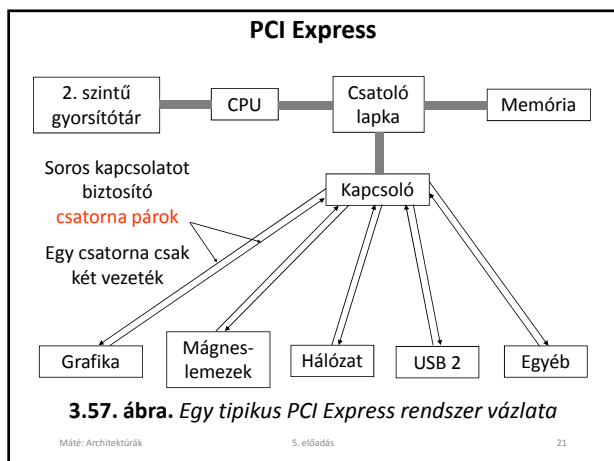 PCI Express
2. szintű
gyorsítótár
CPU
Csatoló
lapka
Memória
Soros kapcsolatot
biztosító
csatorna párok
Kapcsoló
Egy csatorna csak
két vezeték
Grafika
Mágnes-
lemezek
Hálózat
USB 2
Egyéb
3.57. ábra. Egy tipikus PCI Express rendszer vázlata
Máté: Architektúrák
5. előadás
21